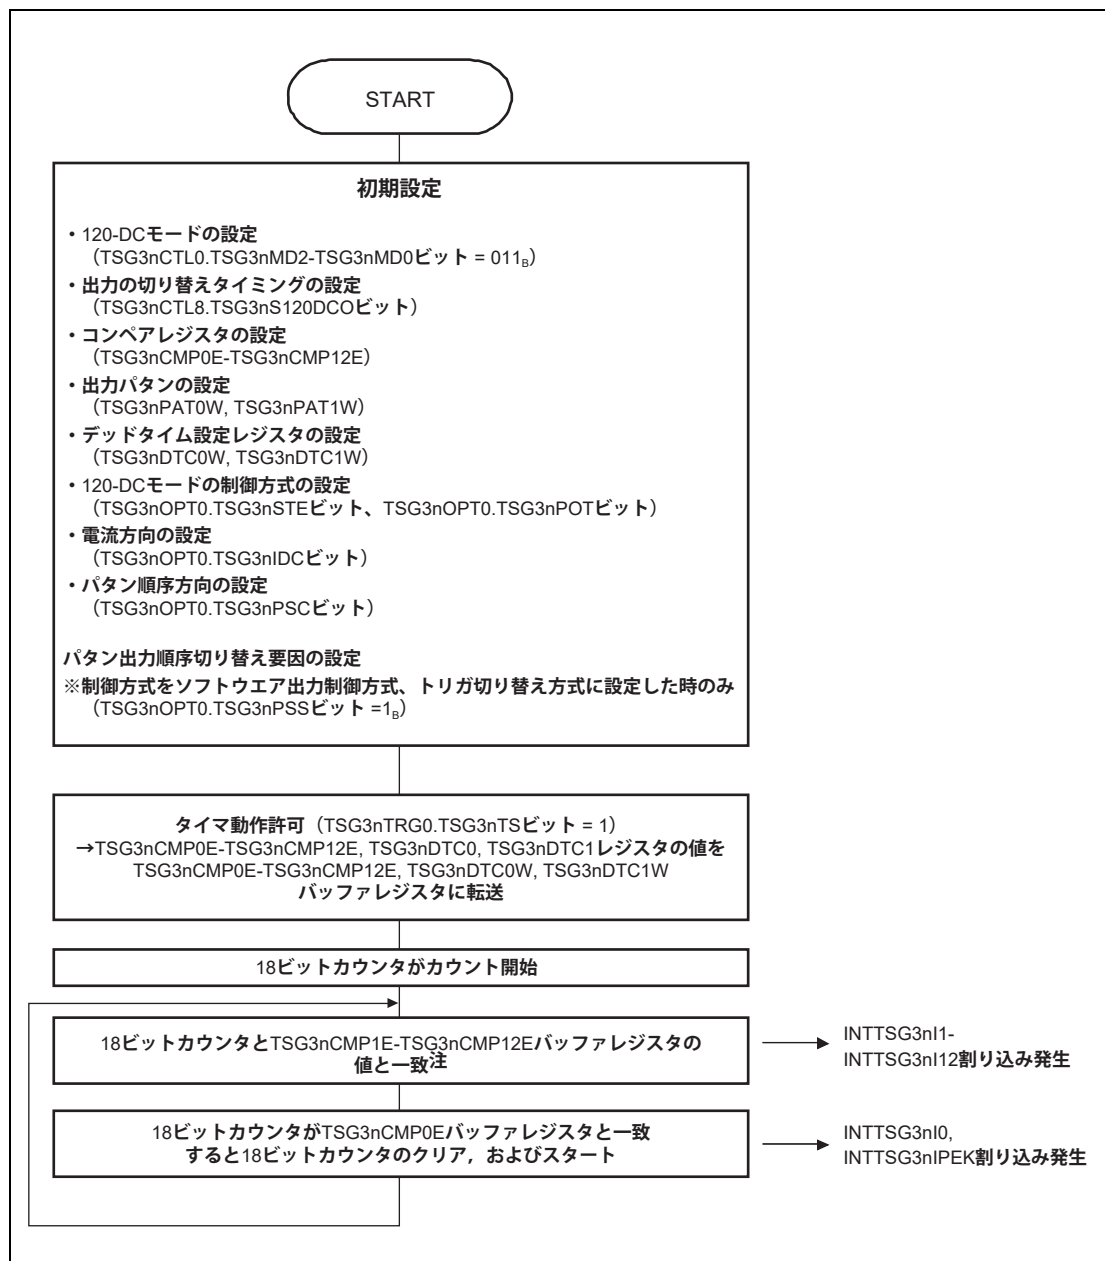 START
初期設定
・120-DCモードの設定
（TSG3nCTL0.TSG3nMD2-TSG3nMD0ビット = 011B）
・出力の切り替えタイミングの設定
（TSG3nCTL8.TSG3nS120DCOビット）
・コンペアレジスタの設定
（TSG3nCMP0E-TSG3nCMP12E）
・出力パタンの設定
（TSG3nPAT0W, TSG3nPAT1W）
・デッドタイム設定レジスタの設定
（TSG3nDTC0W, TSG3nDTC1W）
・120-DCモードの制御方式の設定
（TSG3nOPT0.TSG3nSTEビット、TSG3nOPT0.TSG3nPOTビット）
・電流方向の設定
（TSG3nOPT0.TSG3nIDCビット）
・パタン順序方向の設定
（TSG3nOPT0.TSG3nPSCビット）
パタン出力順序切り替え要因の設定
※制御方式をソフトウエア出力制御方式、トリガ切り替え方式に設定した時のみ
（TSG3nOPT0.TSG3nPSSビット =1B）
タイマ動作許可（TSG3nTRG0.TSG3nTSビット = 1）
→TSG3nCMP0E-TSG3nCMP12E, TSG3nDTC0, TSG3nDTC1レジスタの値を
TSG3nCMP0E-TSG3nCMP12E, TSG3nDTC0W, TSG3nDTC1W
バッファレジスタに転送
18ビットカウンタがカウント開始
18ビットカウンタとTSG3nCMP1E-TSG3nCMP12Eバッファレジスタの
値と一致注
INTTSG3nI1-
INTTSG3nI12割り込み発生
18ビットカウンタがTSG3nCMP0Eバッファレジスタと一致
すると18ビットカウンタのクリア，およびスタート
INTTSG3nI0,
INTTSG3nIPEK割り込み発生